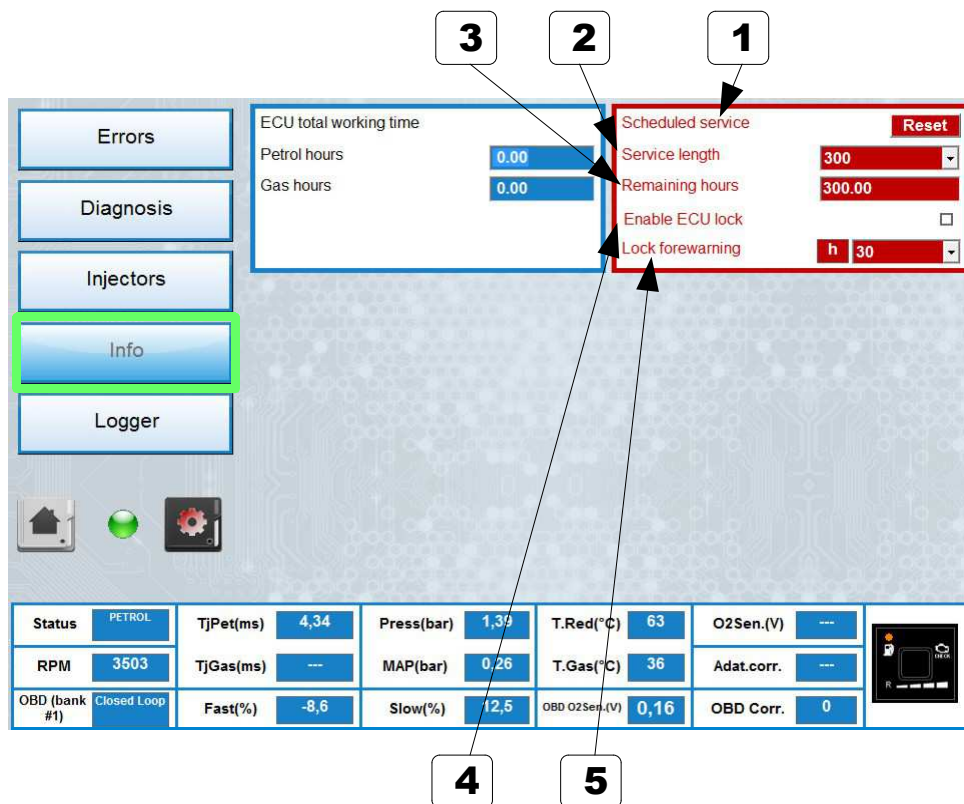 3 2 1
Errors
Diagnosis
Injectors
Info
Logger
ECU total working time
Petrol hours 0.00
Gas hours 0.00
Scheduled service Reset
Service length 300
Remaining hours 300.00
Enable ECU lock
Lock forewarning h 30
Status PETROL TjPet(ms) 4,34 Press(bar) 1,39 T.Red(°C) 63 O2Sen.(V) ---
RPM 3503 TjGas(ms) --- MAP(bar) 0,26 T.Gas(°C) 36 Adat.corr. ---
OBD (bank #1) Closed Loop Fast(%) -8,6 Slow(%) 12,5 OBD O2Sen.(V) 0,16 OBD Corr. 0
CHECK
R
4 5